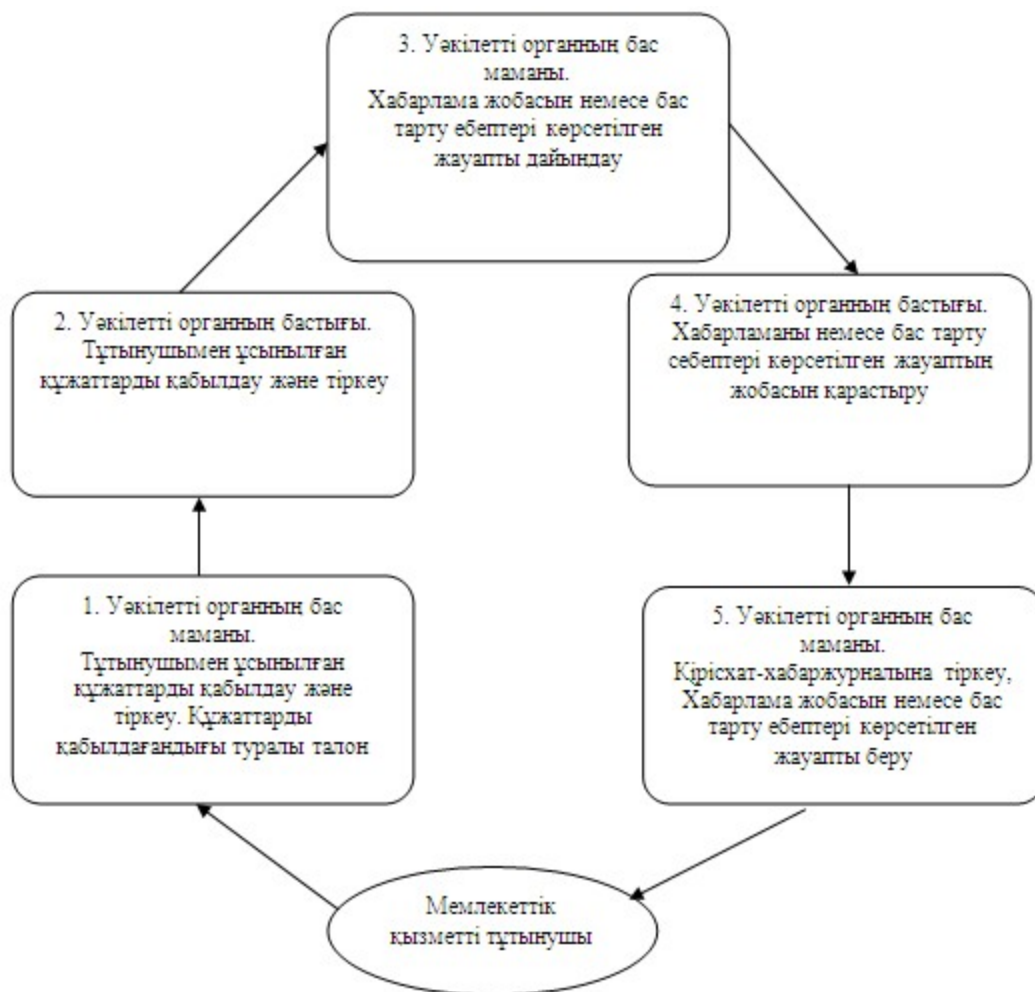 3. Уәкілетті органның бас
маманы.
Хабарлама жобасын немесе бас
тарту ебептері көрсетілген
жауапты дайындау
2. Уәкілетті органның бастығы.
Тұтынушымен ұсынылған
құжаттарды қабылдау және тіркеу
4. Уәкілетті органның бастығы.
Хабарламаны немесе бас тарту
себептері көрсетілген жауаптың
жобасын қарастыру
1. Уәкілетті органның бас
маманы.
Тұтынушымен ұсынылған
құжаттарды қабылдау және
тіркеу. Құжаттарды
қабылдағандығы туралы талон
5. Уәкілетті органның бас
маманы.
Кірісхат-хабаржурналына тіркеу,
Хабарлама жобасын немесе бас
тарту ебептері көрсетілген
жауапты беру
Мемлекеттік
қызметті тұтынушы